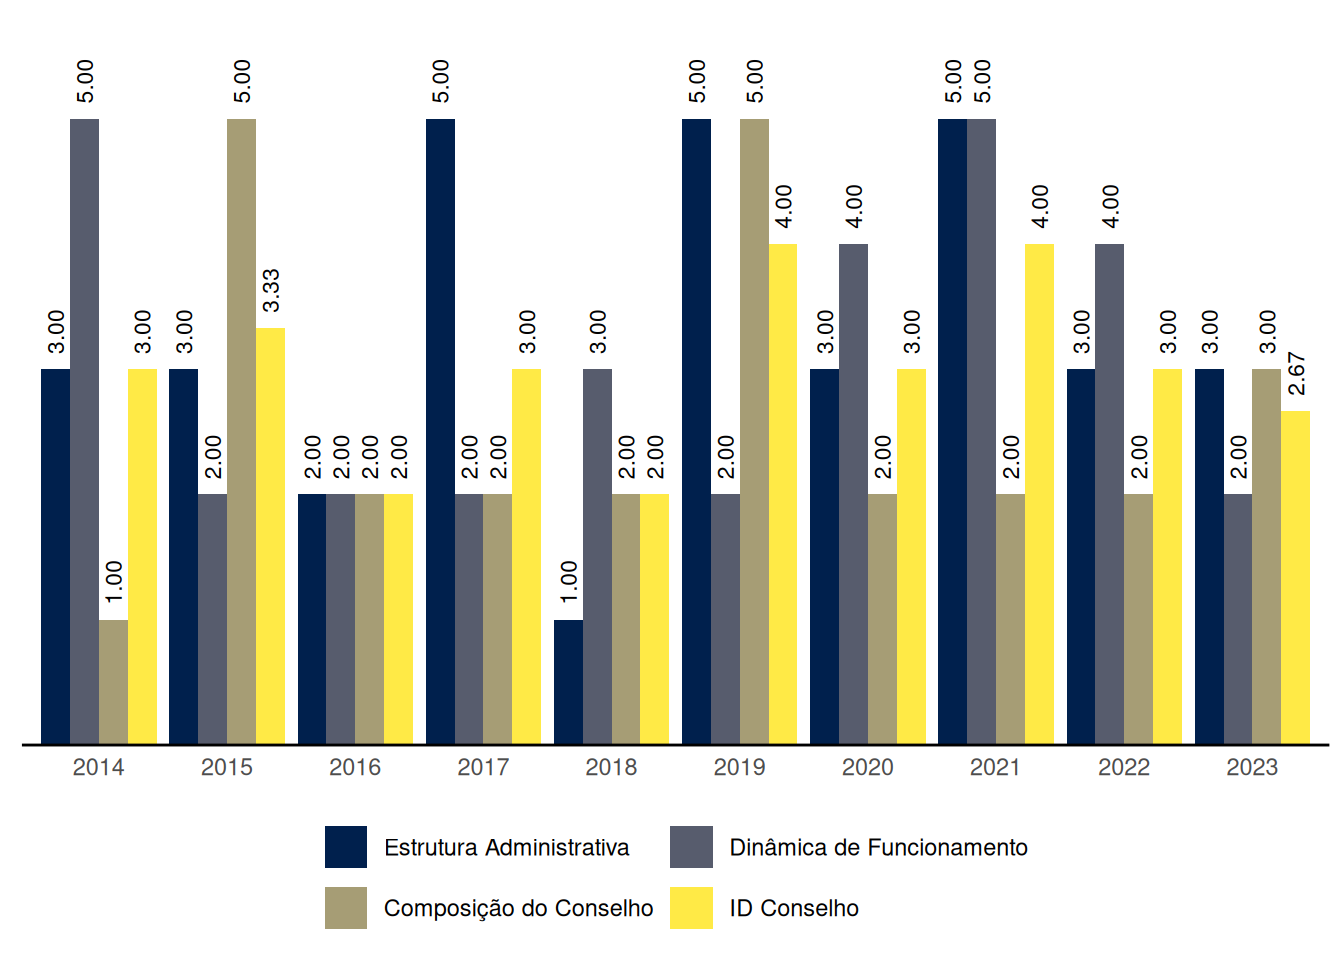 3.00 5.00 1.00 3.00
3.00 2.00 5.00 3.33
2.00 2.00 2.00 2.00
5.00 2.00 2.00 3.00
1.00 3.00 2.00 2.00
5.00 2.00 5.00 4.00
3.00 4.00 2.00 3.00
5.00 5.00 2.00 4.00
3.00 4.00 2.00 3.00
3.00 2.00 3.00 2.67
2014 2015 2016 2017 2018 2019 2020 2021 2022 2023
Estrutura Administrativa Dinâmica de Funcionamento
Composição do Conselho ID Conselho